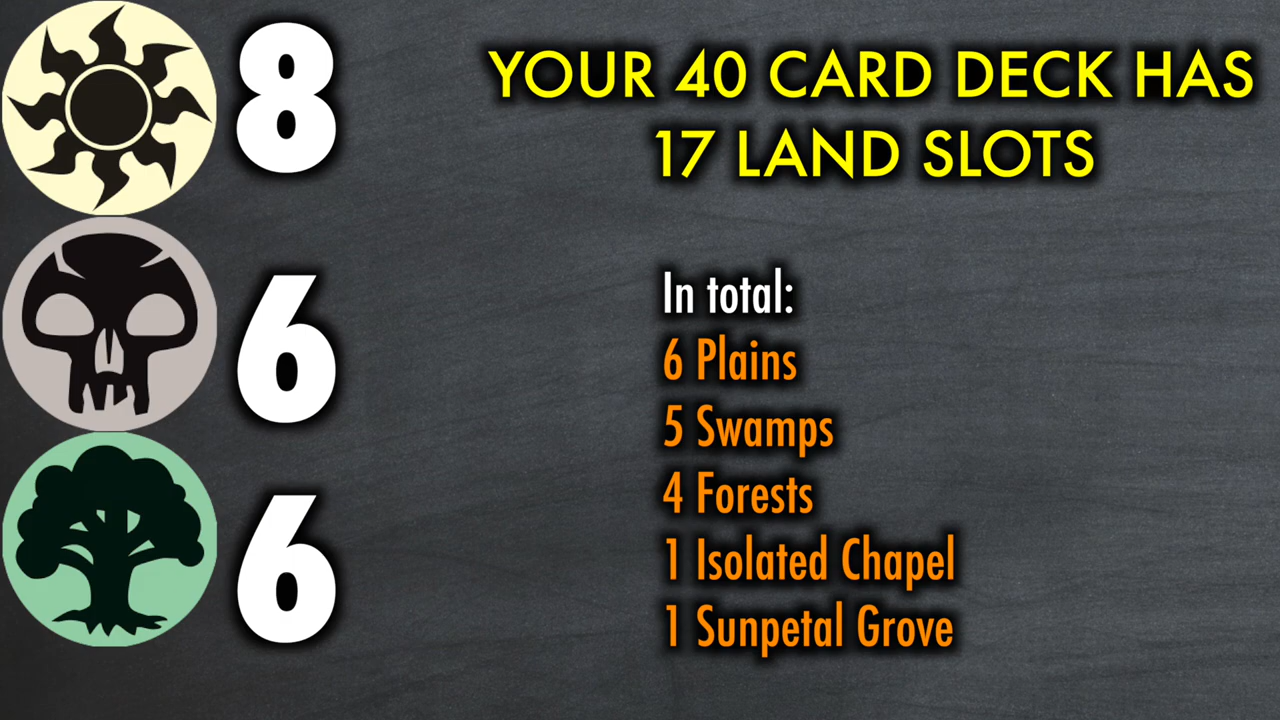 8
YOUR 40 CARD DECK HAS
17 LAND SLOTS
6
In total:
6 Plains
5 Swamps
4 Forests
6
1 Isolated Chapel
1 Sunpetal Grove